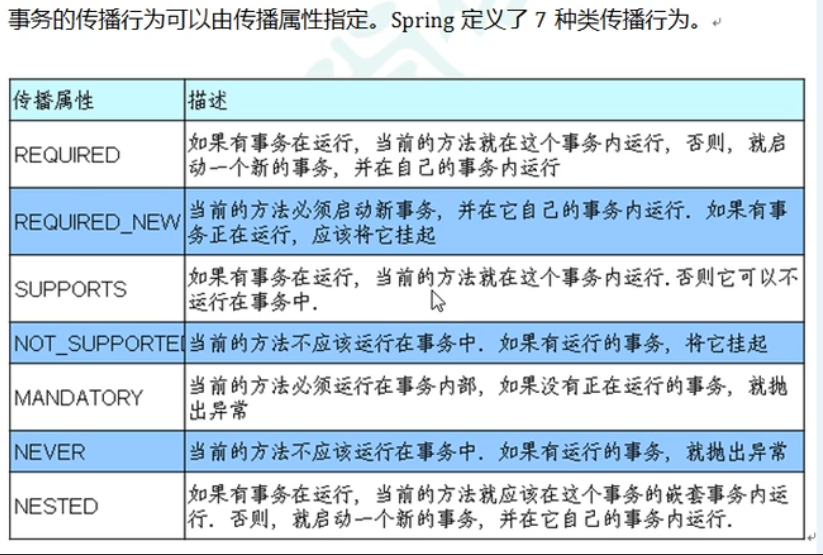 事务的传播行为可以由传播属性指定。Spring 定义了 7 种类传播行为。
传播属性 描述
REQUIRED 如果有事务在运行，当前的方法就在这个事务内运行，否则，就启
动一个新的事务，并在自己的事务内运行
REQUIRED_NEW 当前的方法必须启动新事务，并在它自己的事务内运行. 如果有事
务正在运行，应该将它挂起
SUPPORTS 如果有事务在运行，当前的方法就在这个事务内运行.否则它可以不
运行在事务中.
NOT_SUPPORTED 当前的方法不应该运行在事务中. 如果有运行的事务，将它挂起
MANDATORY 当前的方法必须运行在事务内部，如果没有正在运行的事务，就抛
出异常
NEVER 当前的方法不应该运行在事务中. 如果有运行的事务，就抛出异常
NESTED 如果有事务在运行，当前的方法就应该在这个事务的嵌套事务内运
行. 否则，就启动一个新的事务，并在它自己的事务内运行.